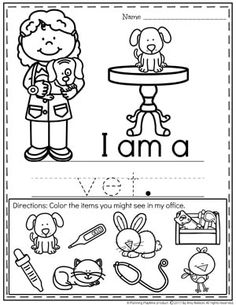 Name
I am a
vet.
Directions: Color the items you might see in my office.